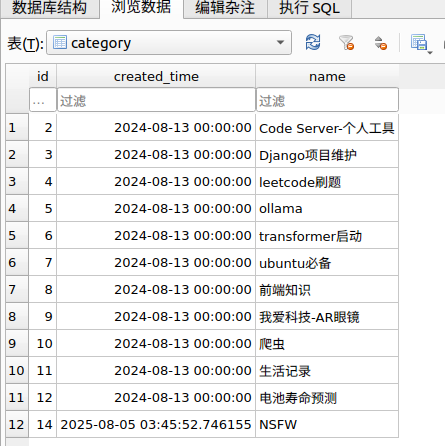 数据库结构 浏览数据 编辑杂注 执行 SQL
表(T): category
id created_time name
... 过滤 过滤
1 2 2024-08-13 00:00:00 Code Server-个人工具
2 3 2024-08-13 00:00:00 Django项目维护
3 4 2024-08-13 00:00:00 leetcode刷题
4 5 2024-08-13 00:00:00 ollama
5 6 2024-08-13 00:00:00 transformer启动
6 7 2024-08-13 00:00:00 ubuntu必备
7 8 2024-08-13 00:00:00 前端知识
8 9 2024-08-13 00:00:00 我爱科技-AR眼镜
9 10 2024-08-13 00:00:00 爬虫
10 11 2024-08-13 00:00:00 生活记录
11 12 2024-08-13 00:00:00 电池寿命预测
12 14 2025-08-05 03:45:52.746155 NSFW